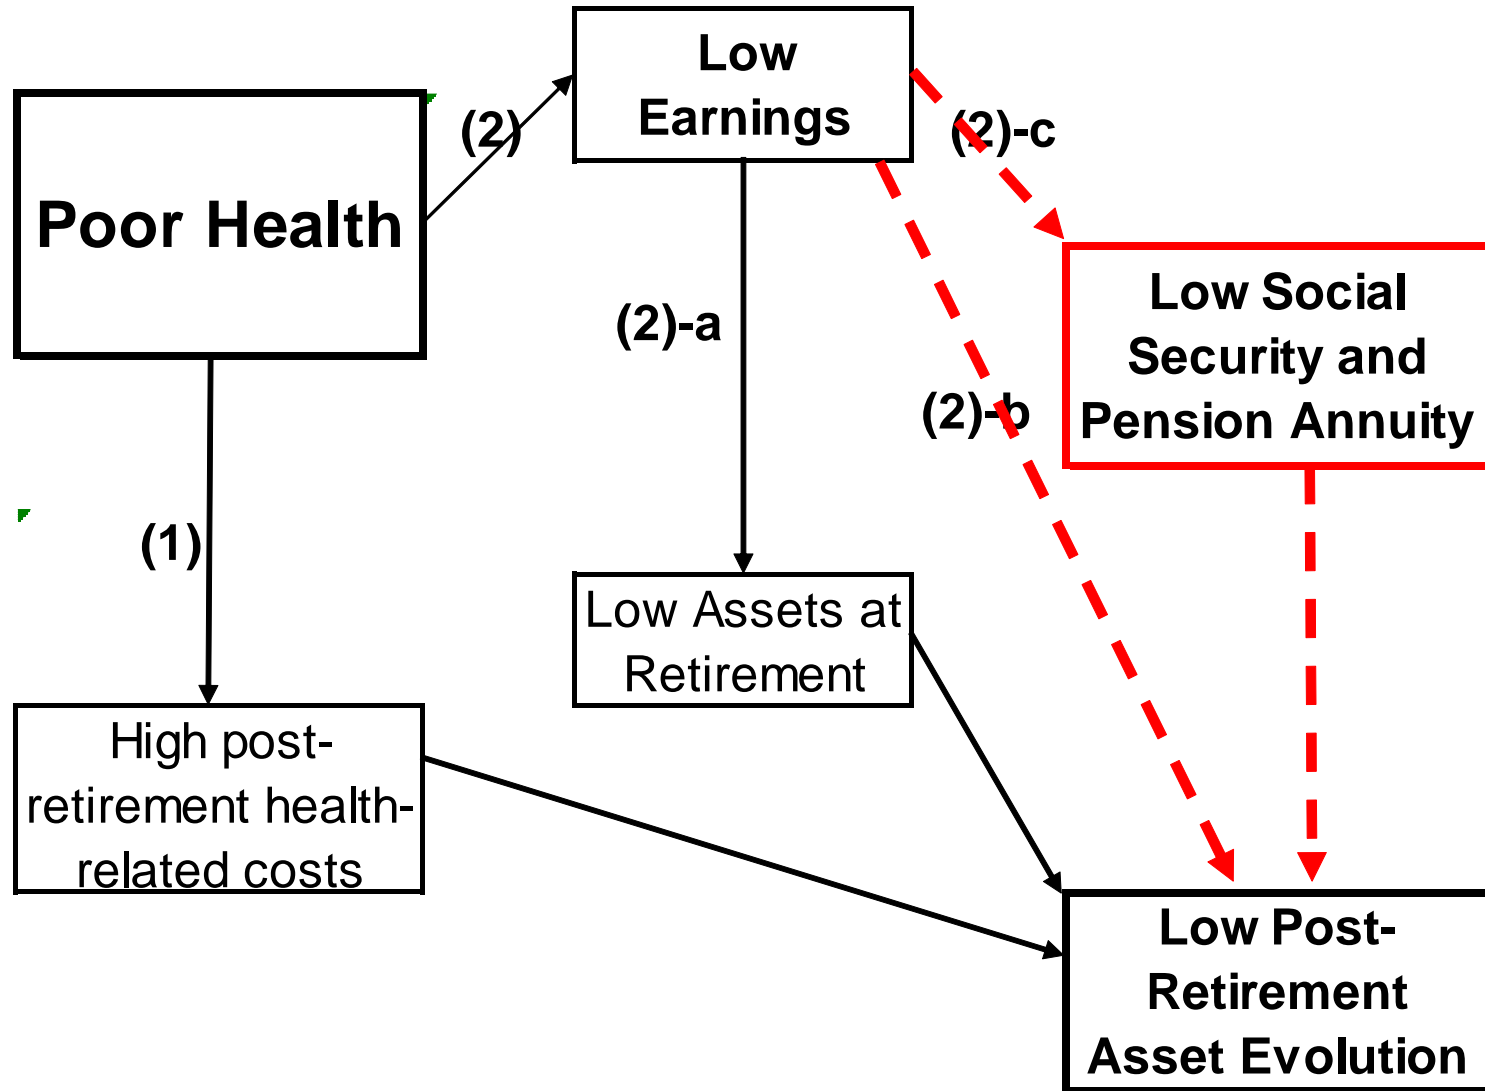 Low
Earnings
(2)
(2)-c
Poor Health
Low Social
Security and
Pension Annuity
(2)-a
(2)-b
(1)
Low Assets at
Retirement
High post-
retirement health-
related costs
Low Post-
Retirement
Asset Evolution